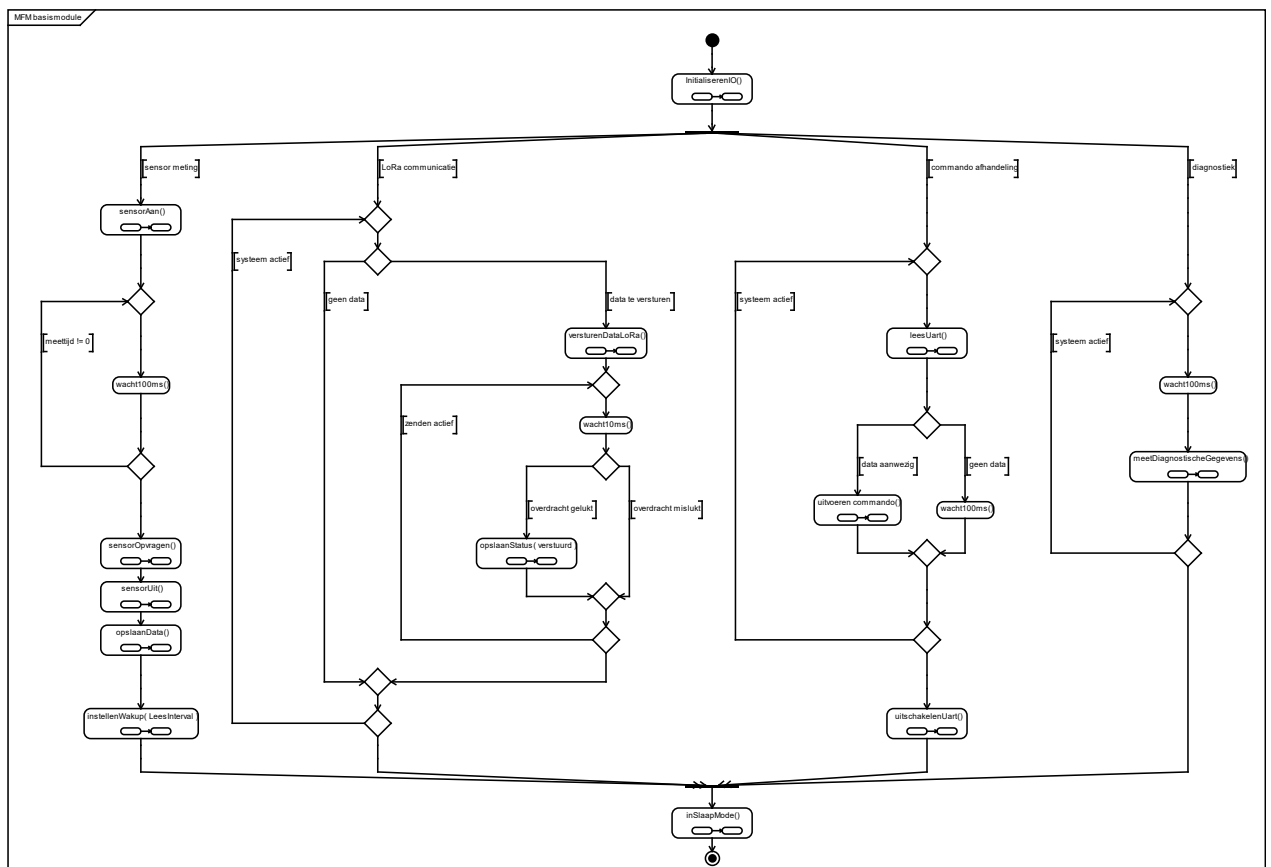 MFM basismodule
InitialiserenIO()
[sensor meting]
[LoRa communicatie]
[commando afhandeling]
[diagnostiek]
sensorAan()
[systeem actief]
[geen data]
[data te versturen]
[systeem actief]
[meettijd != 0]
versturenDataLoRa()
leesUart()
[systeem actief]
wacht100ms()
wacht100ms()
[zenden actief]
wacht10ms()
meetDiagnostischeGegevens()
[data aanwezig]
[geen data]
uitvoeren commando()
wacht100ms()
[overdracht gelukt]
[overdracht mislukt]
sensorOpvragen()
opslaanStatus( verstuurd )
sensorUit()
opslaanData()
instellenWakup( LeesInterval )
uitschakelenUart()
inSlaapMode()